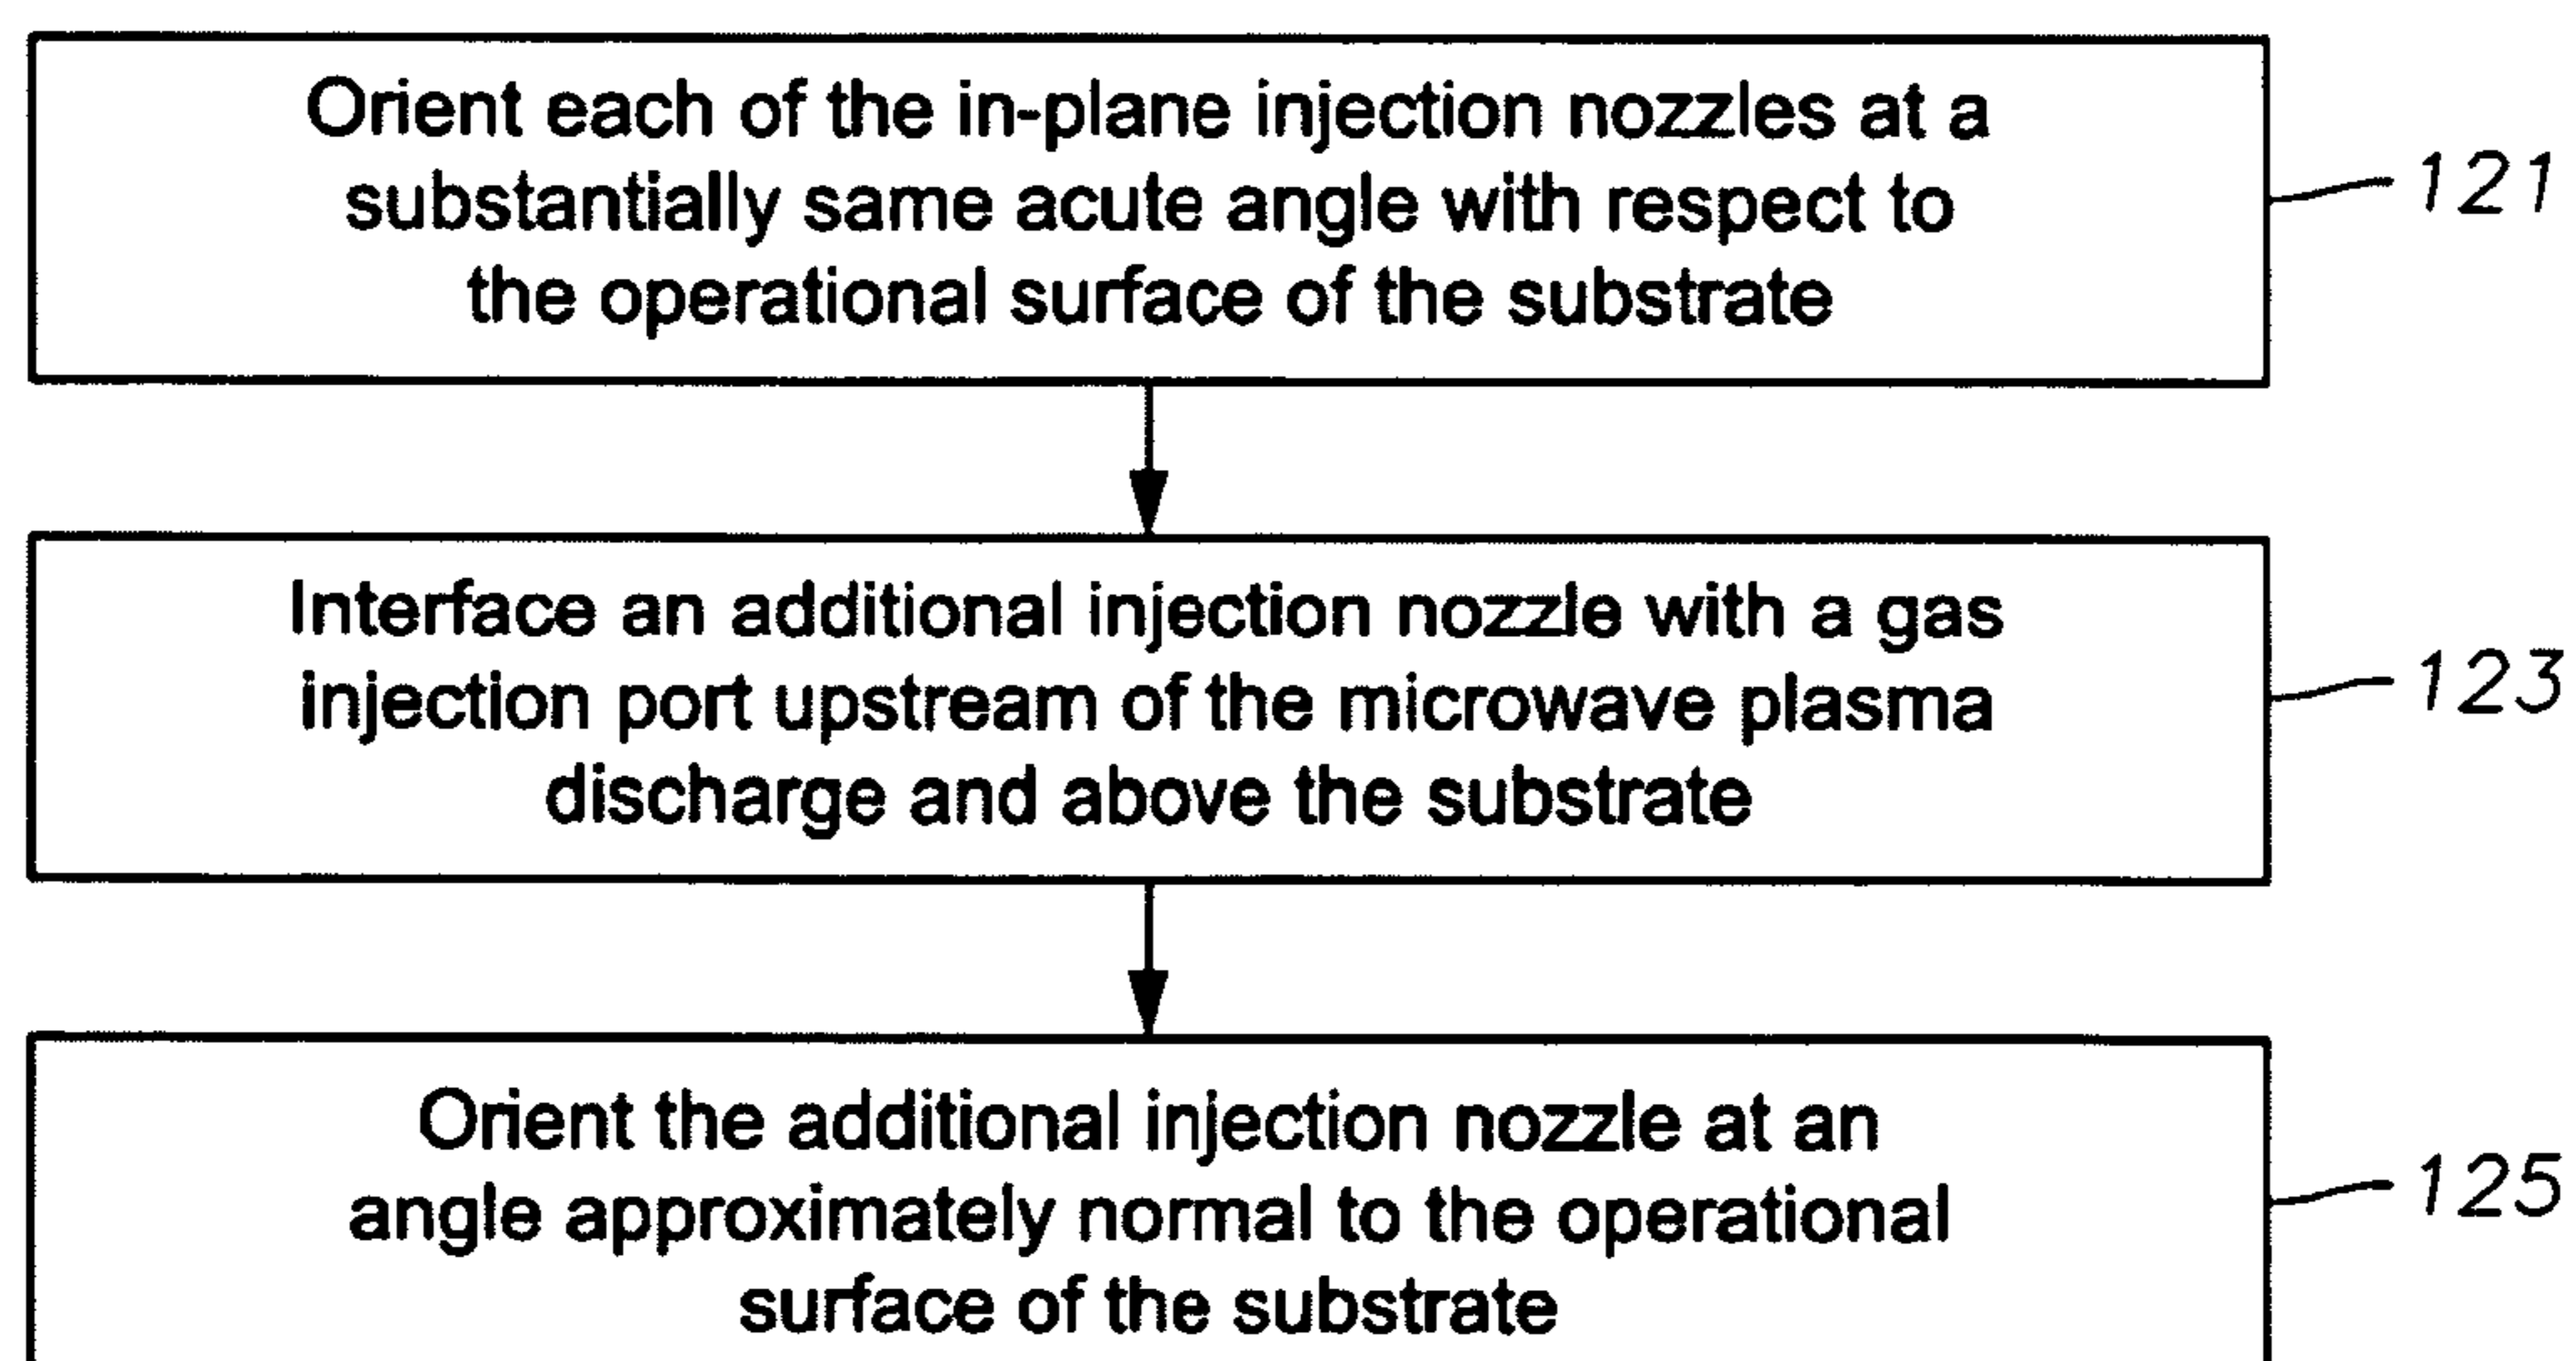 Orient each of the in-plane injection nozzles at a
substantially same acute angle with respect to
the operational surface of the substrate
121
Interface an additional injection nozzle with a gas
injection port upstream of the microwave plasma
discharge and above the substrate
123
Orient the additional injection nozzle at an
angle approximately normal to the operational
surface of the substrate
125